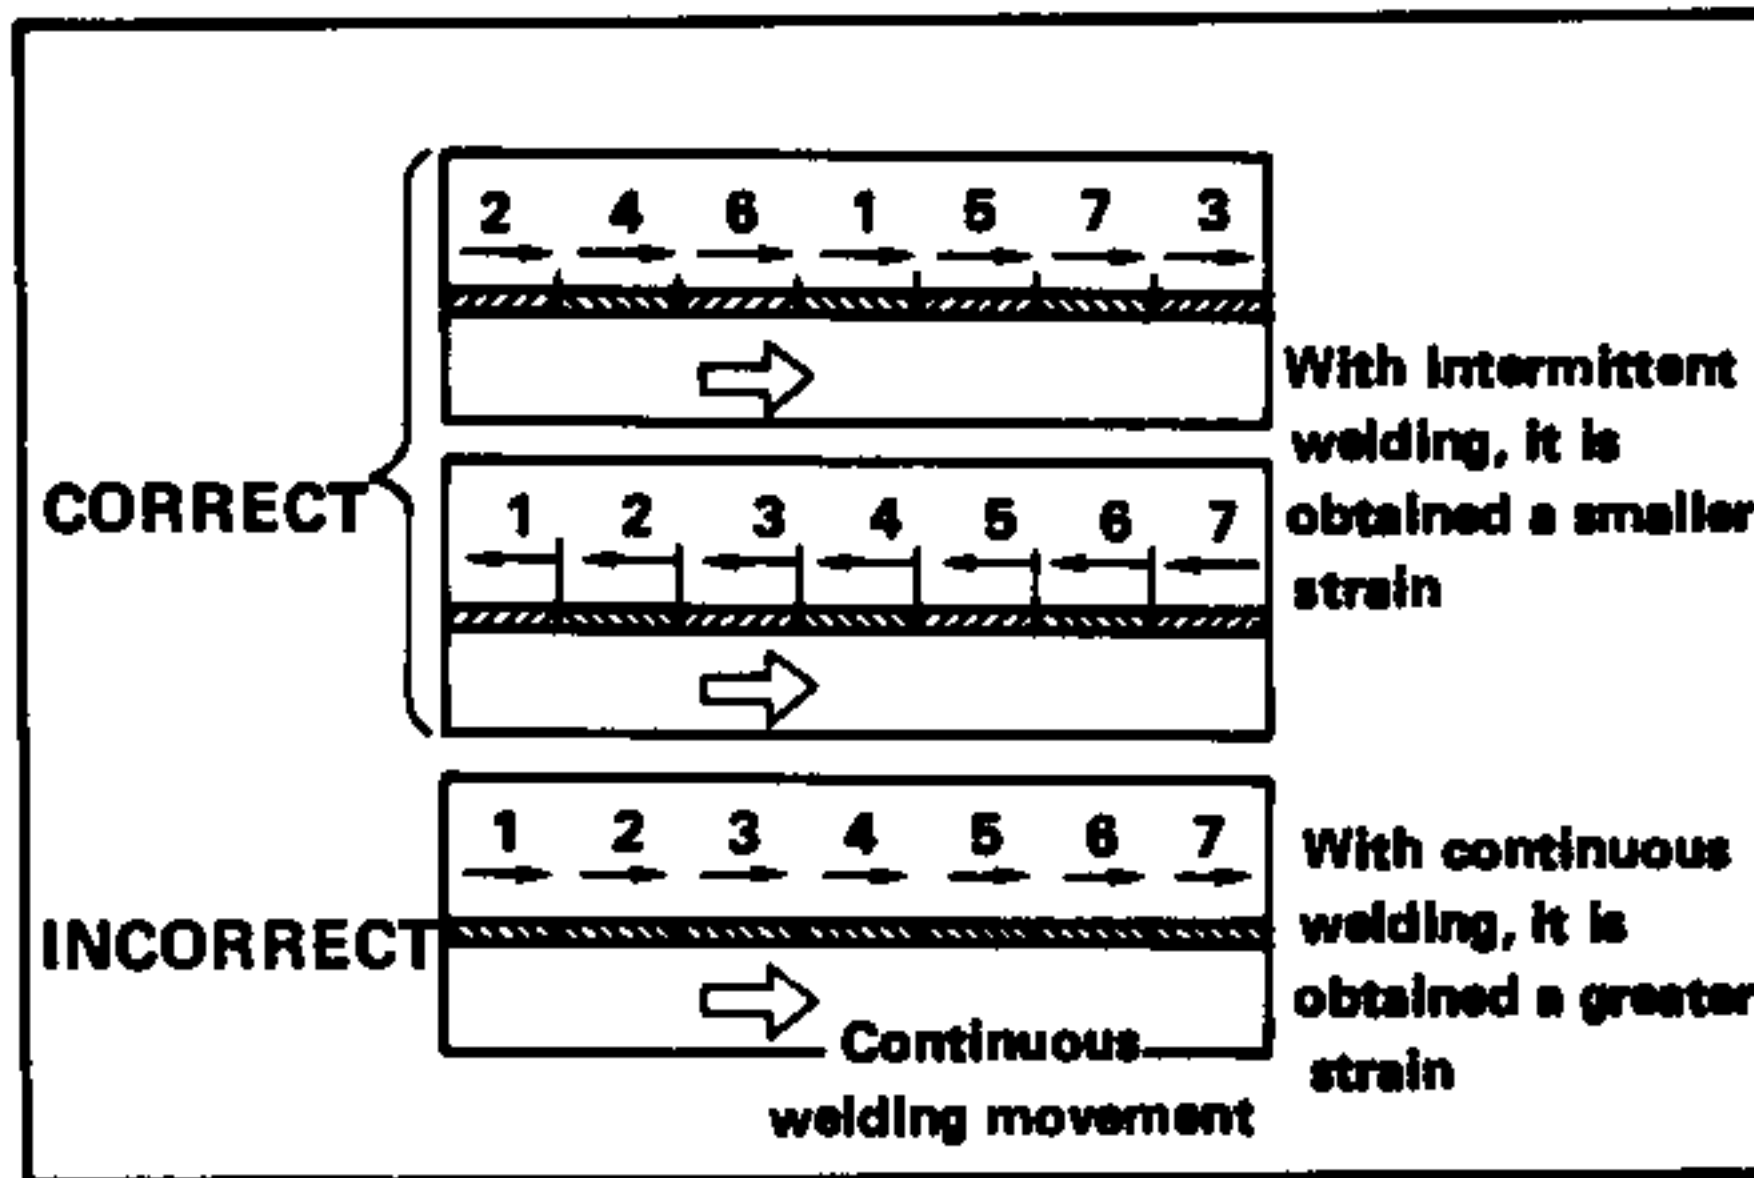 2 4 6 1 5 7 3
With intermittent
welding, it is
obtained a smaller
strain
CORRECT
1 2 3 4 5 6 7
1 2 3 4 5 6 7
With continuous
welding, it is
obtained a greater
strain
INCORRECT
Continuous
welding movement